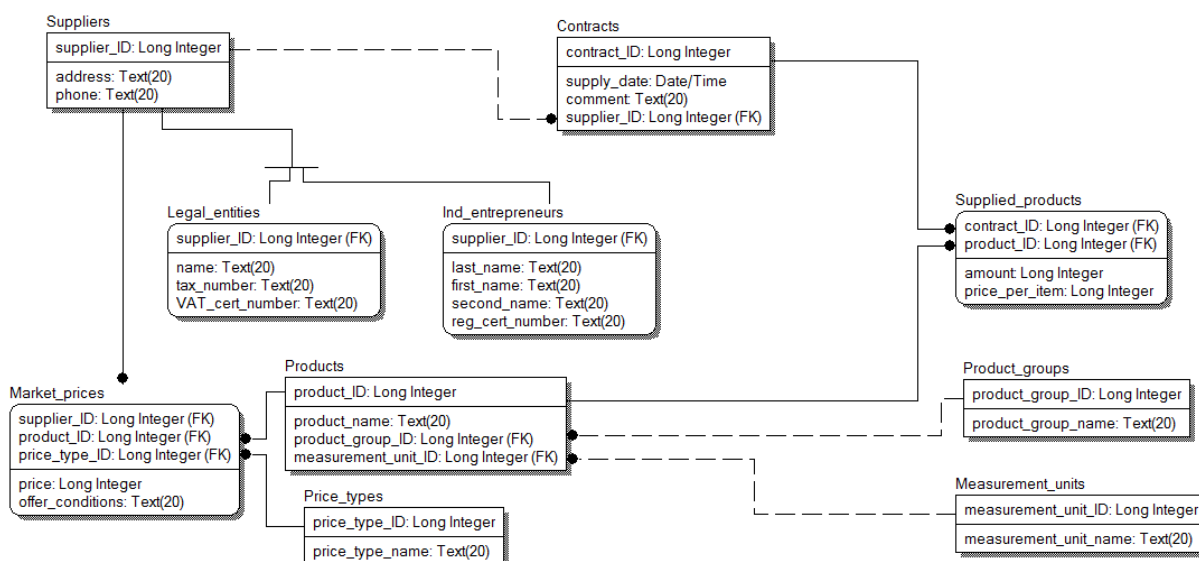 Suppliers
supplier_ID: Long Integer
address: Text(20)
phone: Text(20)
Contracts
contract_ID: Long Integer
supply_date: Date/Time
comment: Text(20)
supplier_ID: Long Integer (FK)
Legal_entities
supplier_ID: Long Integer (FK)
name: Text(20)
tax_number: Text(20)
VAT_cert_number: Text(20)
Ind_entrepreneurs
supplier_ID: Long Integer (FK)
last_name: Text(20)
first_name: Text(20)
second_name: Text(20)
reg_cert_number: Text(20)
Supplied_products
contract_ID: Long Integer (FK)
product_ID: Long Integer (FK)
amount: Long Integer
price_per_item: Long Integer
Market_prices
supplier_ID: Long Integer (FK)
product_ID: Long Integer (FK)
price_type_ID: Long Integer (FK)
price: Long Integer
offer_conditions: Text(20)
Products
product_ID: Long Integer
product_name: Text(20)
product_group_ID: Long Integer (FK)
measurement_unit_ID: Long Integer (FK)
Product_groups
product_group_ID: Long Integer
product_group_name: Text(20)
Price_types
price_type_ID: Long Integer
price_type_name: Text(20)
Measurement_units
measurement_unit_ID: Long Integer
measurement_unit_name: Text(20)